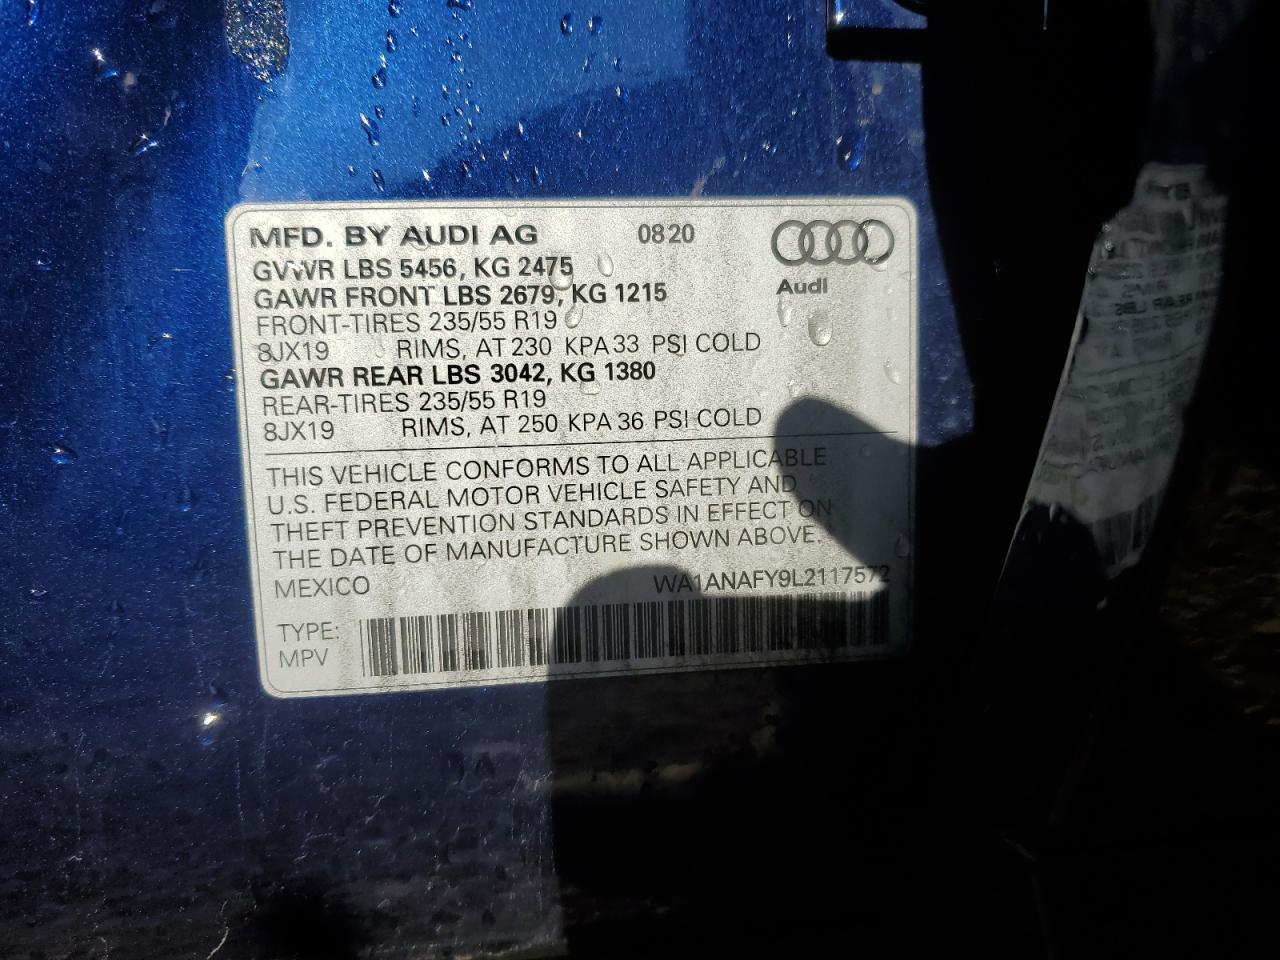 MFD. BY AUDI AG 0820
GVWR LBS 5456, KG 2475
GAWR FRONT LBS 2679, KG 1215
Audi
FRONT-TIRES 235/55 R19
8JX19 RIMS, AT 230 KPA 33 PSI COLD
GAWR REAR LBS 3042, KG 1380
REAR-TIRES 235/55 R19
8JX19 RIMS, AT 250 KPA 36 PSI COLD
THIS VEHICLE CONFORMS TO ALL APPLICABLE
U.S. FEDERAL MOTOR VEHICLE SAFETY AND
THEFT PREVENTION STANDARDS IN EFFECT ON
THE DATE OF MANUFACTURE SHOWN ABOVE.
MEXICO WA1ANAFY9L2117572
TYPE:
MPV